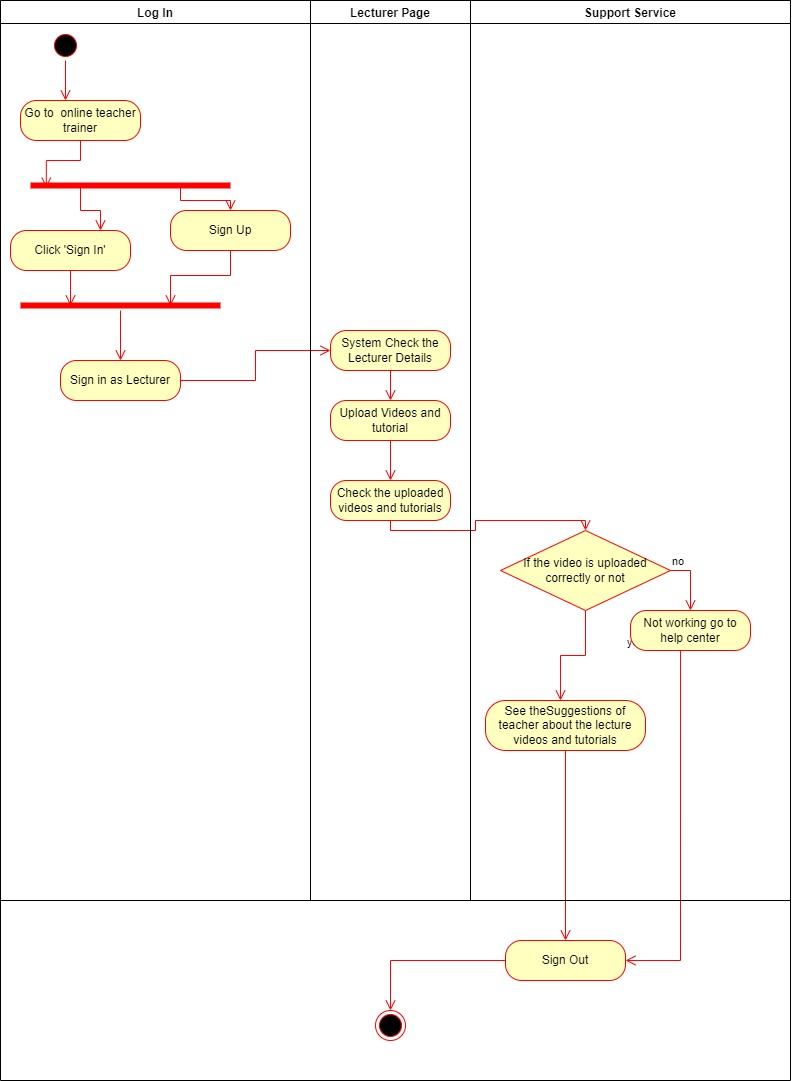 Log In
Lecturer Page
Support Service
Go to  online teacher
trainer
Sign Up
Click 'Sign In'
System Check the
Lecturer Details
Sign in as Lecturer
Upload Videos and
tutorial
Check the uploaded
videos and tutorials
If the video is uploaded
correctly or not
no
Not working go to
help center
y
See theSuggestions of
teacher about the lecture
videos and tutorials
Sign Out